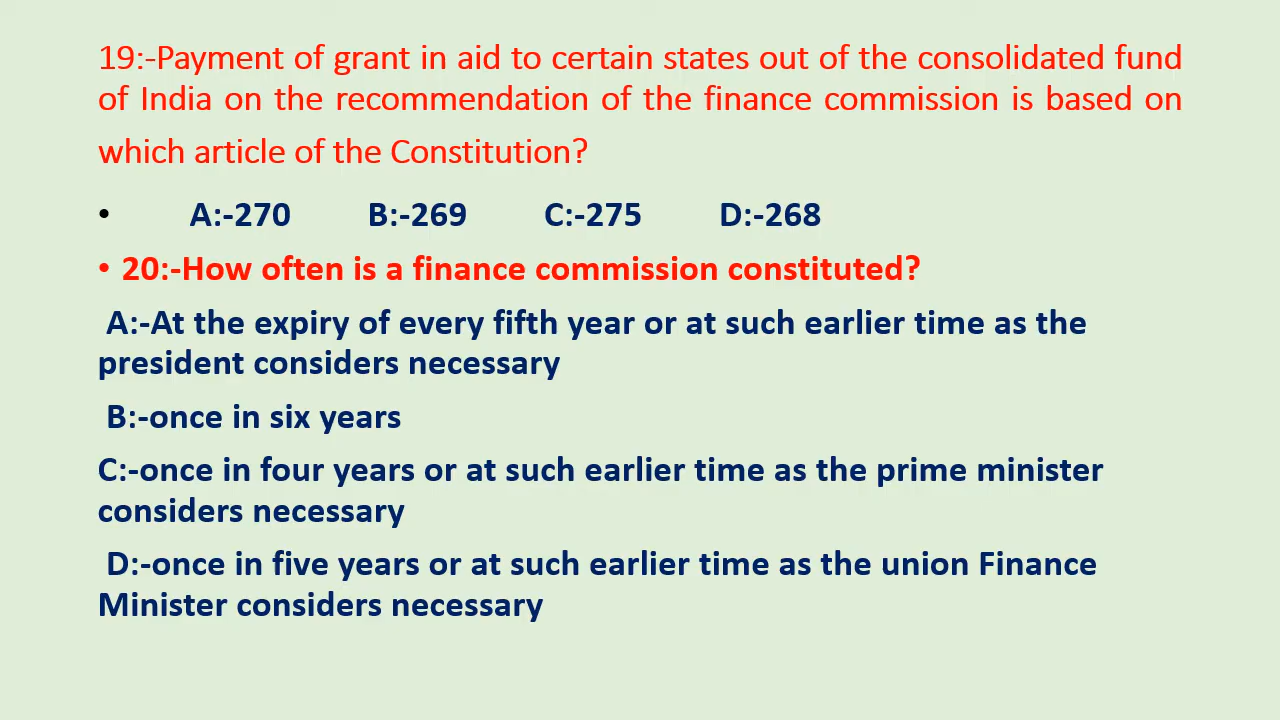 19:-Payment of grant in aid to certain states out of the consolidated fund
of India on the recommendation of the finance commission is based on
which article of the Constitution?
• A:-270 B:-269 C:-275 D:-268
• 20:-How often is a finance commission constituted?
A:-At the expiry of every fifth year or at such earlier time as the
president considers necessary
B:-once in six years
C:-once in four years or at such earlier time as the prime minister
considers necessary
D:-once in five years or at such earlier time as the union Finance
Minister considers necessary